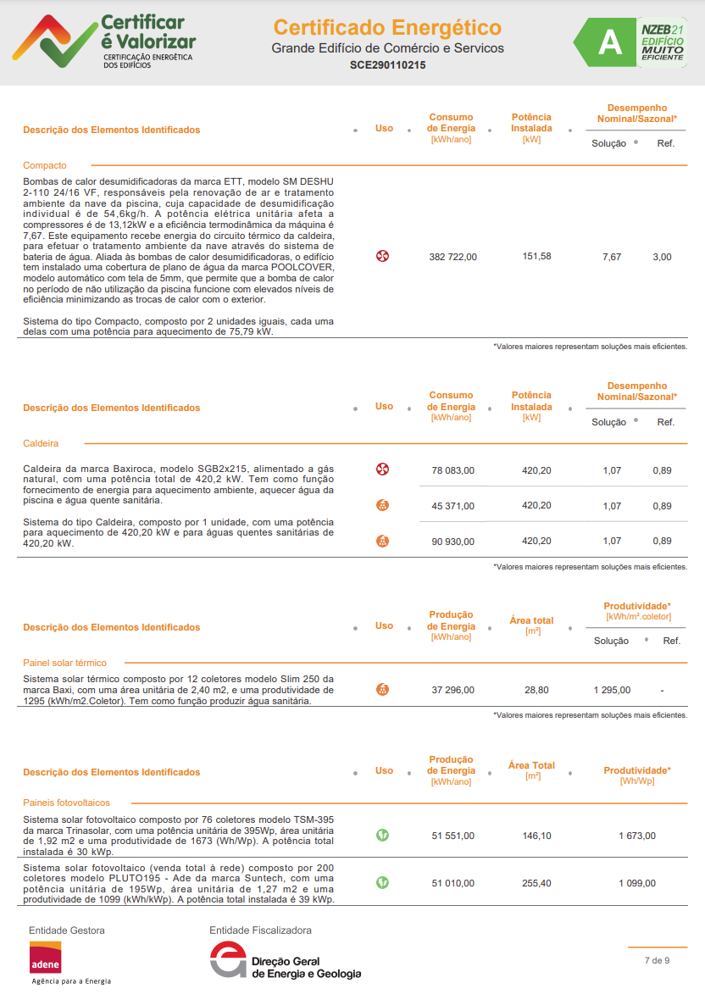 Certificar
é Valorizar
CERTIFICAÇÃO ENERGÉTICA
DOS EDIFÍCIOS
Certificado Energético
Grande Edifício de Comércio e Servicos
SCE290110215
A
NZEB21
EDIFÍCIO
MUITO
EFICIENTE
Descrição dos Elementos Identificados
Uso
Consumo
de Energia
[kWh/ano]
Potência
Instalada
[kW]
Desempenho
Nominal/Sazonal*
Solução
Ref.
Compacto
Bombas de calor desumidificadoras da marca ETT, modelo SM DESHU
2-110 24/16 VF, responsáveis pela renovação de ar e tratamento
ambiente da nave da piscina, cuja capacidade de desumidificação
individual é de 54,6kg/h. A potência elétrica unitária afeta a
compressores é de 13,12kW e a eficiência termodinâmica da máquina é
7,67. Este equipamento recebe energia do circuito térmico da caldeira,
para efetuar o tratamento ambiente da nave através do sistema de
bateria de água. Aliada às bombas de calor desumidificadoras, o edifício
tem instalado uma cobertura de plano de água da marca POOLCOVER,
modelo automático com tela de 5mm, que permite que a bomba de calor
no período de não utilização da piscina funcione com elevados níveis de
eficiência minimizando as trocas de calor com o exterior.
Sistema do tipo Compacto, composto por 2 unidades iguais, cada uma
delas com uma potência para aquecimento de 75,79 kW.
382 722,00
151,58
7,67
3,00
*Valores maiores representam soluções mais eficientes.
Descrição dos Elementos Identificados
Uso
Consumo
de Energia
[kWh/ano]
Potência
Instalada
[kW]
Desempenho
Nominal/Sazonal*
Solução
Ref.
Caldeira
Caldeira da marca Baxiroca, modelo SGB2x215, alimentado a gás
natural, com uma potência total de 420,2 kW. Tem como função
fornecimento de energia para aquecimento ambiente, aquecer água da
piscina e água quente sanitária.
Sistema do tipo Caldeira, composto por 1 unidade, com uma potência
para aquecimento de 420,20 kW e para águas quentes sanitárias de
420,20 kW.
78 083,00
420,20
1,07
0,89
45 371,00
420,20
1,07
0,89
90 930,00
420,20
1,07
0,89
*Valores maiores representam soluções mais eficientes.
Descrição dos Elementos Identificados
Uso
Produção
de Energia
[kWh/ano]
Área total
[m²]
Produtividade*
[kWh/m².coletor]
Solução
Ref.
Painel solar térmico
Sistema solar térmico composto por 12 coletores modelo Slim 250 da
marca Baxi, com uma área unitária de 2,40 m2, e uma produtividade de
1295 (kWh/m2.Coletor). Tem como função produzir água sanitária.
37 296,00
28,80
1 295,00
-
*Valores maiores representam soluções mais eficientes.
Descrição dos Elementos Identificados
Uso
Produção
de Energia
[kWh/ano]
Área Total
[m²]
Produtividade*
[Wh/Wp]
Paineis fotovoltaicos
Sistema solar fotovoltaico composto por 76 coletores modelo TSM-395
da marca Trinasolar, com uma potência unitária de 395Wp, área unitária
de 1,92 m2 e uma produtividade de 1673 (Wh/Wp). A potência total
instalada é 30 kWp.
51 551,00
146,10
1 673,00
Sistema solar fotovoltaico (venda total à rede) composto por 200
coletores modelo PLUTO195 - Ade da marca Suntech, com uma
potência unitária de 195Wp, área unitária de 1,27 m2 e uma
produtividade de 1099 (kWh/kWp). A potência total instalada é 39 kWp.
51 010,00
255,40
1 099,00
Entidade Gestora
adene
Agência para a Energia
Entidade Fiscalizadora
Direção Geral
de Energia e Geologia
7 de 9